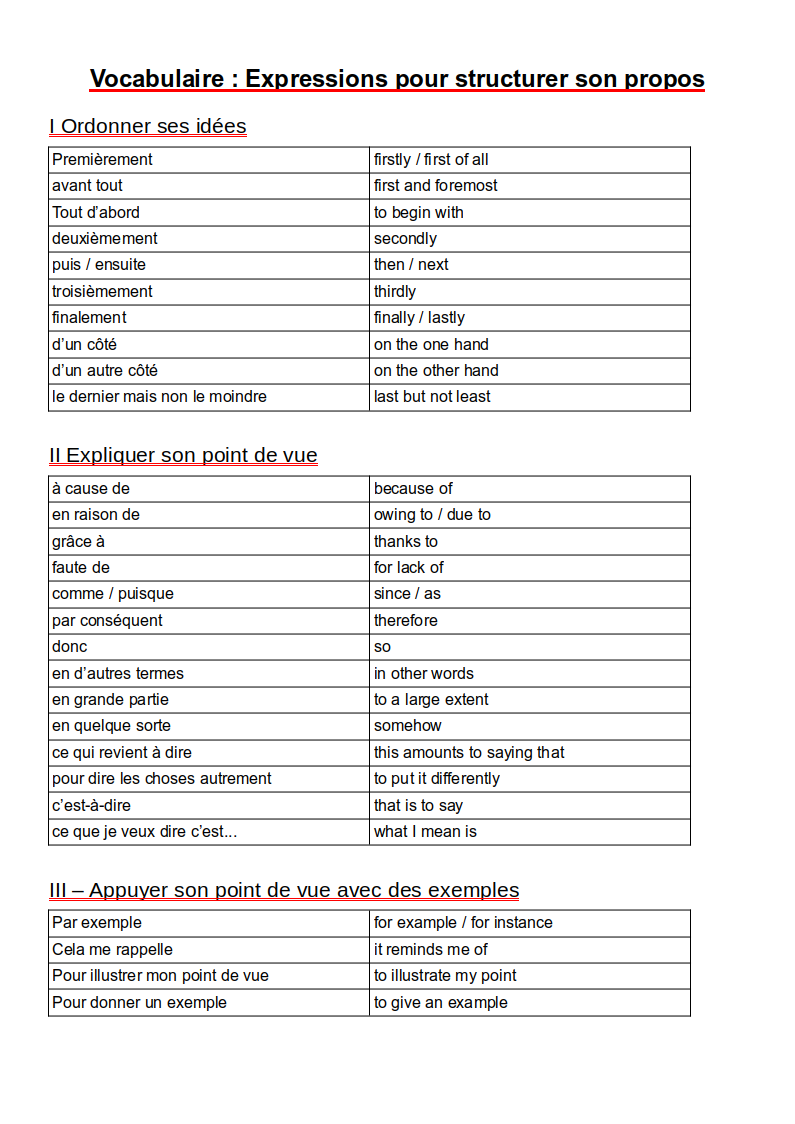 Vocabulaire : Expressions pour structurer son propos
I Ordonner ses idées
Premièrement firstly / first of all
avant tout first and foremost
Tout d’abord to begin with
deuxièmement secondly
puis / ensuite then / next
troisièmement thirdly
finalement finally / lastly
d’un côté on the one hand
d’un autre côté on the other hand
le dernier mais non le moindre last but not least
II Expliquer son point de vue
à cause de because of
en raison de owing to / due to
grâce à thanks to
faute de for lack of
comme / puisque since / as
par conséquent therefore
donc so
en d’autres termes in other words
en grande partie to a large extent
en quelque sorte somehow
ce qui revient à dire this amounts to saying that
pour dire les choses autrement to put it differently
c’est-à-dire that is to say
ce que je veux dire c’est... what I mean is
III – Appuyer son point de vue avec des exemples
Par exemple for example / for instance
Cela me rappelle it reminds me of
Pour illustrer mon point de vue to illustrate my point
Pour donner un exemple to give an example